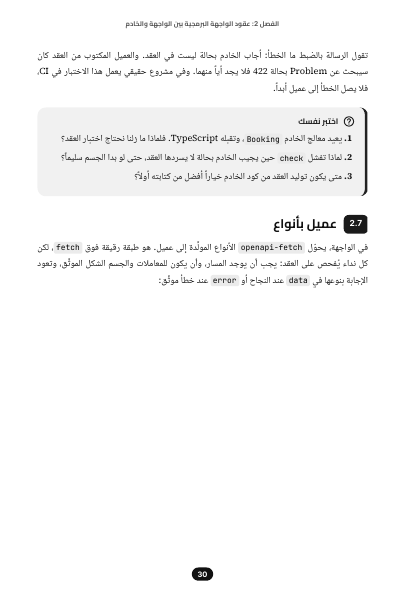 الفصل 2: عقود الواجهة البرمجية بين الواجهة والخادم
تقول الرسالة بالضبط ما الخطأ: أجاب الخادم بحالة ليست في العقد. والعميل المكتوب من العقد كان
سيبحث عن Problem بحالة 422 فلا يجد أياً منهما. وفي مشروع حقيقي يعمل هذا الاختبار في CI،
فلا يصل الخطأ إلى عميل أبداً.
اختبر نفسك
1. يعيد معالج الخادم Booking، وتقبله TypeScript. فلماذا ما زلنا نحتاج اختبار العقد؟
2. لماذا تفشل check حين يجيب الخادم بحالة لا يسردها العقد، حتى لو بدا الجسم سليماً؟
3. متى يكون توليد العقد من كود الخادم خياراً أفضل من كتابته أولاً؟
2.7 عميل بأنواع
في الواجهة، يحوّل openapi-fetch الأنواع المولّدة إلى عميل. هو طبقة رقيقة فوق fetch، لكن
كل نداء يُفحص على العقد: يجب أن يوجد المسار، وأن يكون للمعاملات والجسم الشكل الموثّق، وتعود
الإجابة بنوعها في data عند النجاح أو error عند خطأ موثّق:
30